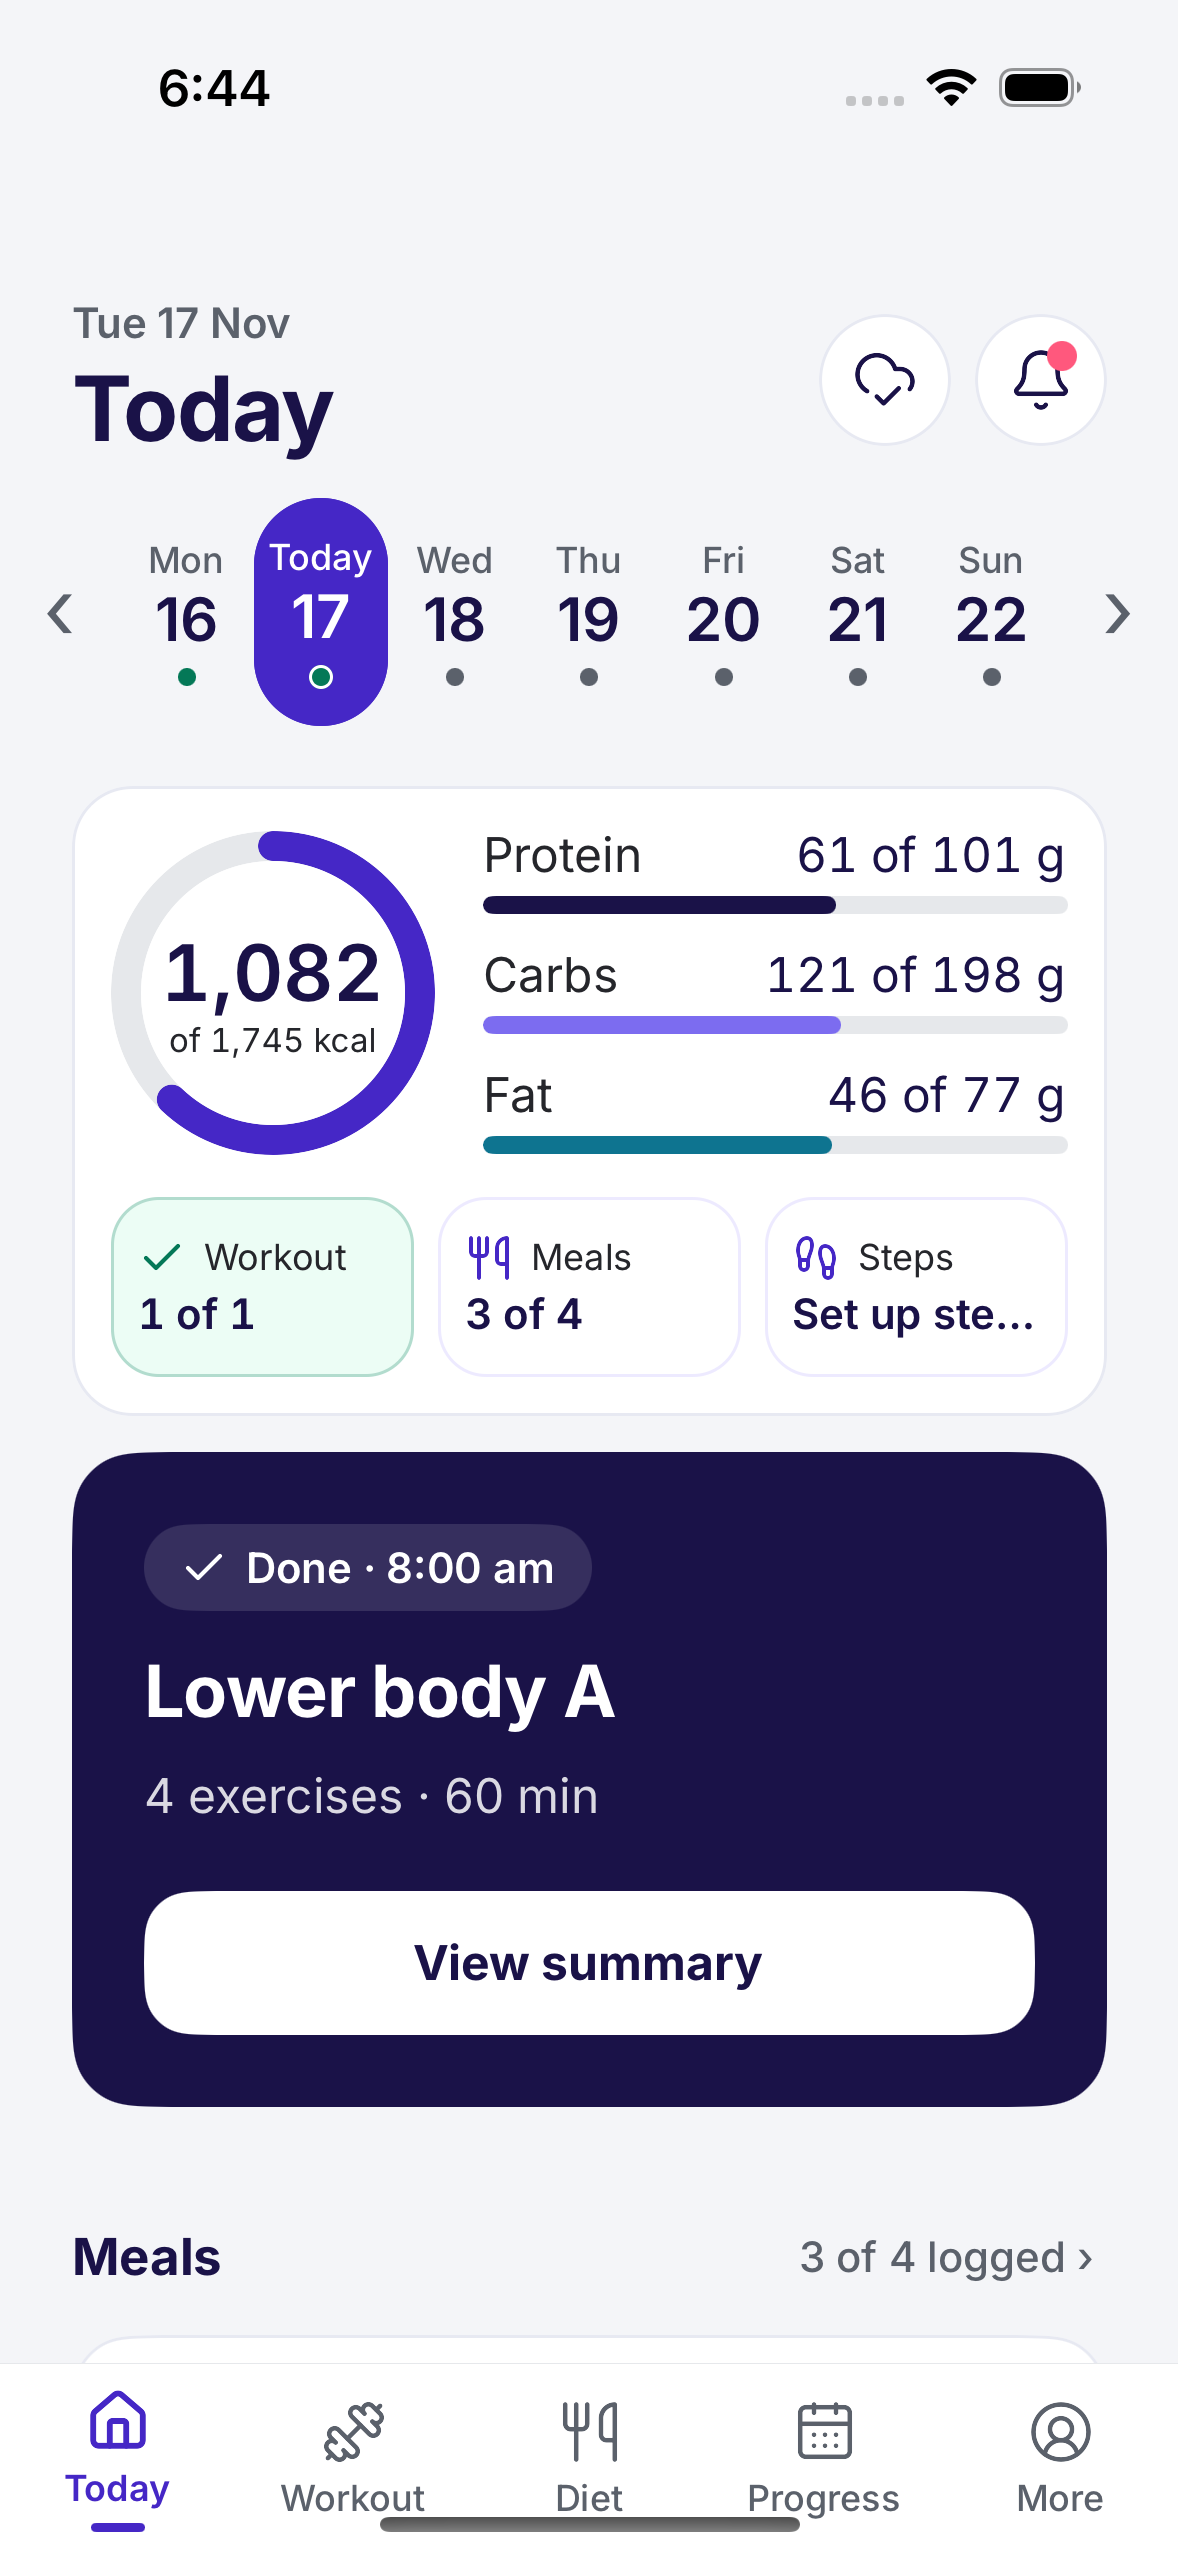 6:44
Tue 17 Nov
Today
Mon Today Wed Thu Fri Sat Sun
16 17 18 19 20 21 22
Protein 61 of 101 g
Carbs 121 of 198 g
Fat 46 of 77 g
1,082
of 1,745 kcal
Workout
1 of 1
Meals
3 of 4
Steps
Set up ste...
Done · 8:00 am
Lower body A
4 exercises · 60 min
View summary
Meals 3 of 4 logged ›
Today Workout Diet Progress More